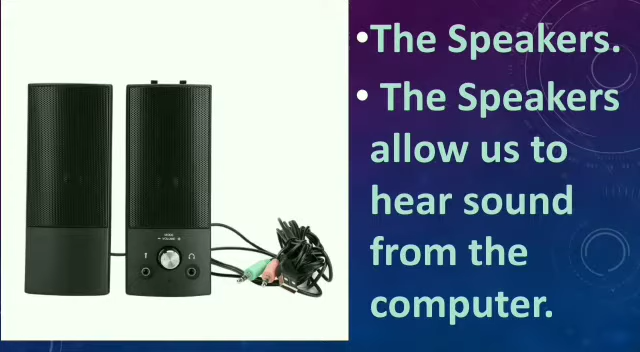 •The Speakers.
• The Speakers
allow us to
hear sound
from the
computer.